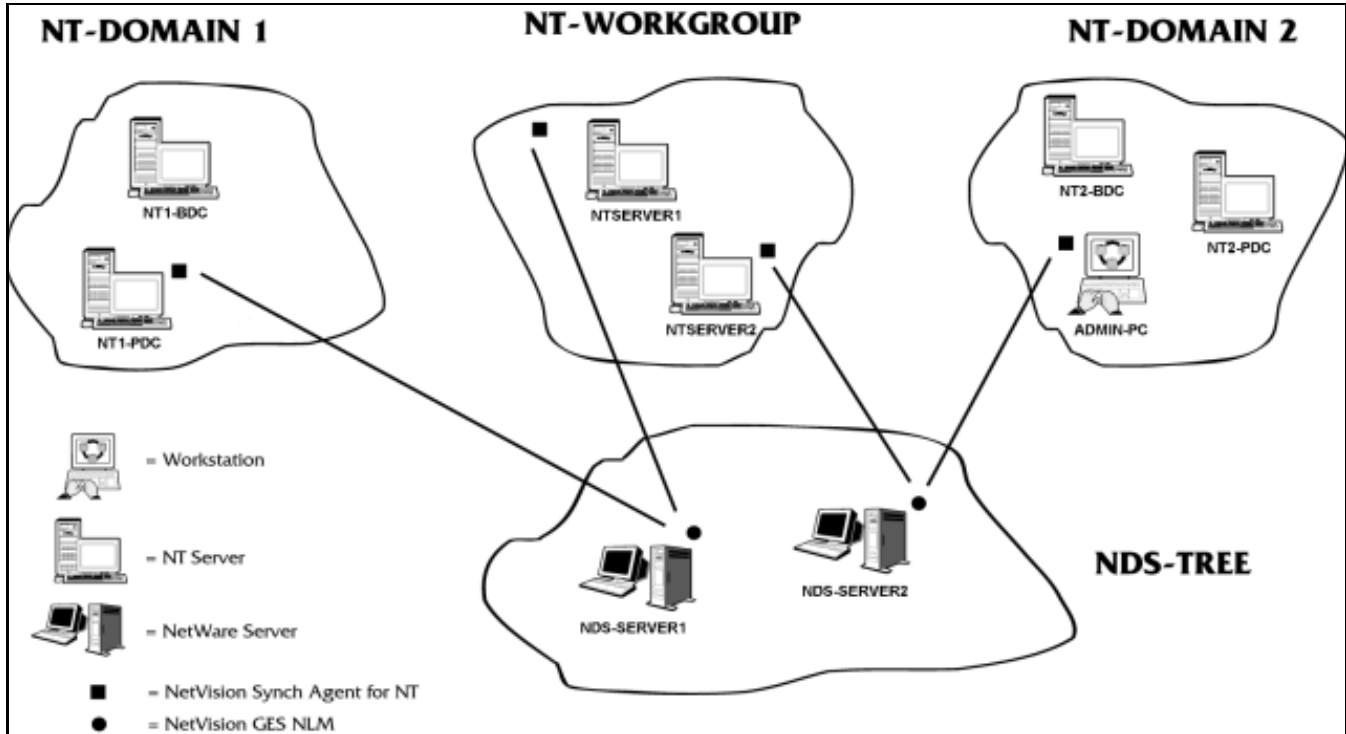 NT-DOMAIN 1
NT-WORKGROUP
NT-DOMAIN 2
NT1-BDC
NT1-PDC
NTSERVER1
NTSERVER2
NT2-BDC
NT2-PDC
ADMIN-PC
= Workstation
= NT Server
= NetWare Server
= NetVision Synch Agent for NT
= NetVision GES NLM
NDS-SERVER1
NDS-SERVER2
NDS-TREE